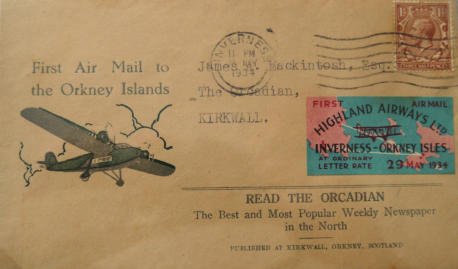 First Air Mail to
the Orkney Islands
INVERNESS
11 PM
MAY
1934
James Mackintosh, Esq.
The Orcadian,
KIRKWALL.
FIRST AIR MAIL
HIGHLAND AIRWAYS LTD
INVERNESS-ORKNEY ISLES
AT ORDINARY
LETTER RATE 29 MAY 1934
READ THE ORCADIAN
The Best and Most Popular Weekly Newspaper
in the North
PUBLISHED AT KIRKWALL, ORKNEY, SCOTLAND